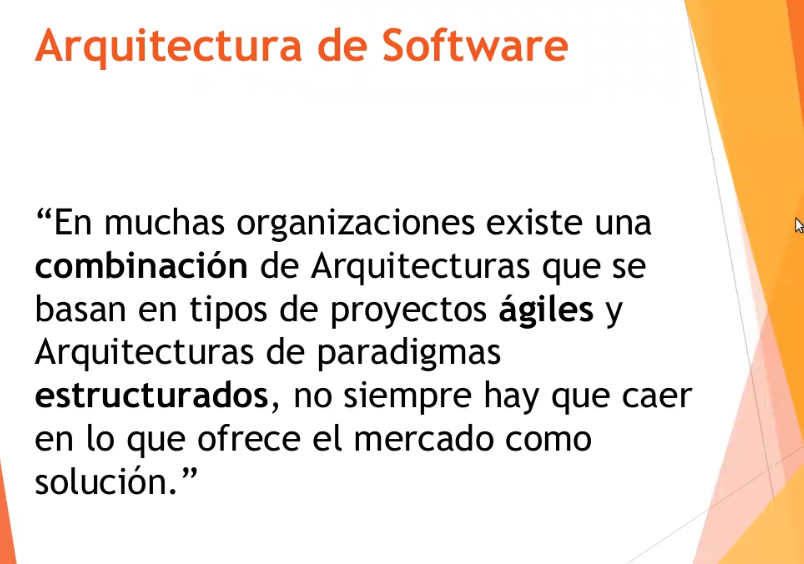 Arquitectura de Software
“En muchas organizaciones existe una
combinación de Arquitecturas que se
basan en tipos de proyectos ágiles y
Arquitecturas de paradigmas
estructurados, no siempre hay que caer
en lo que ofrece el mercado como
solución.”